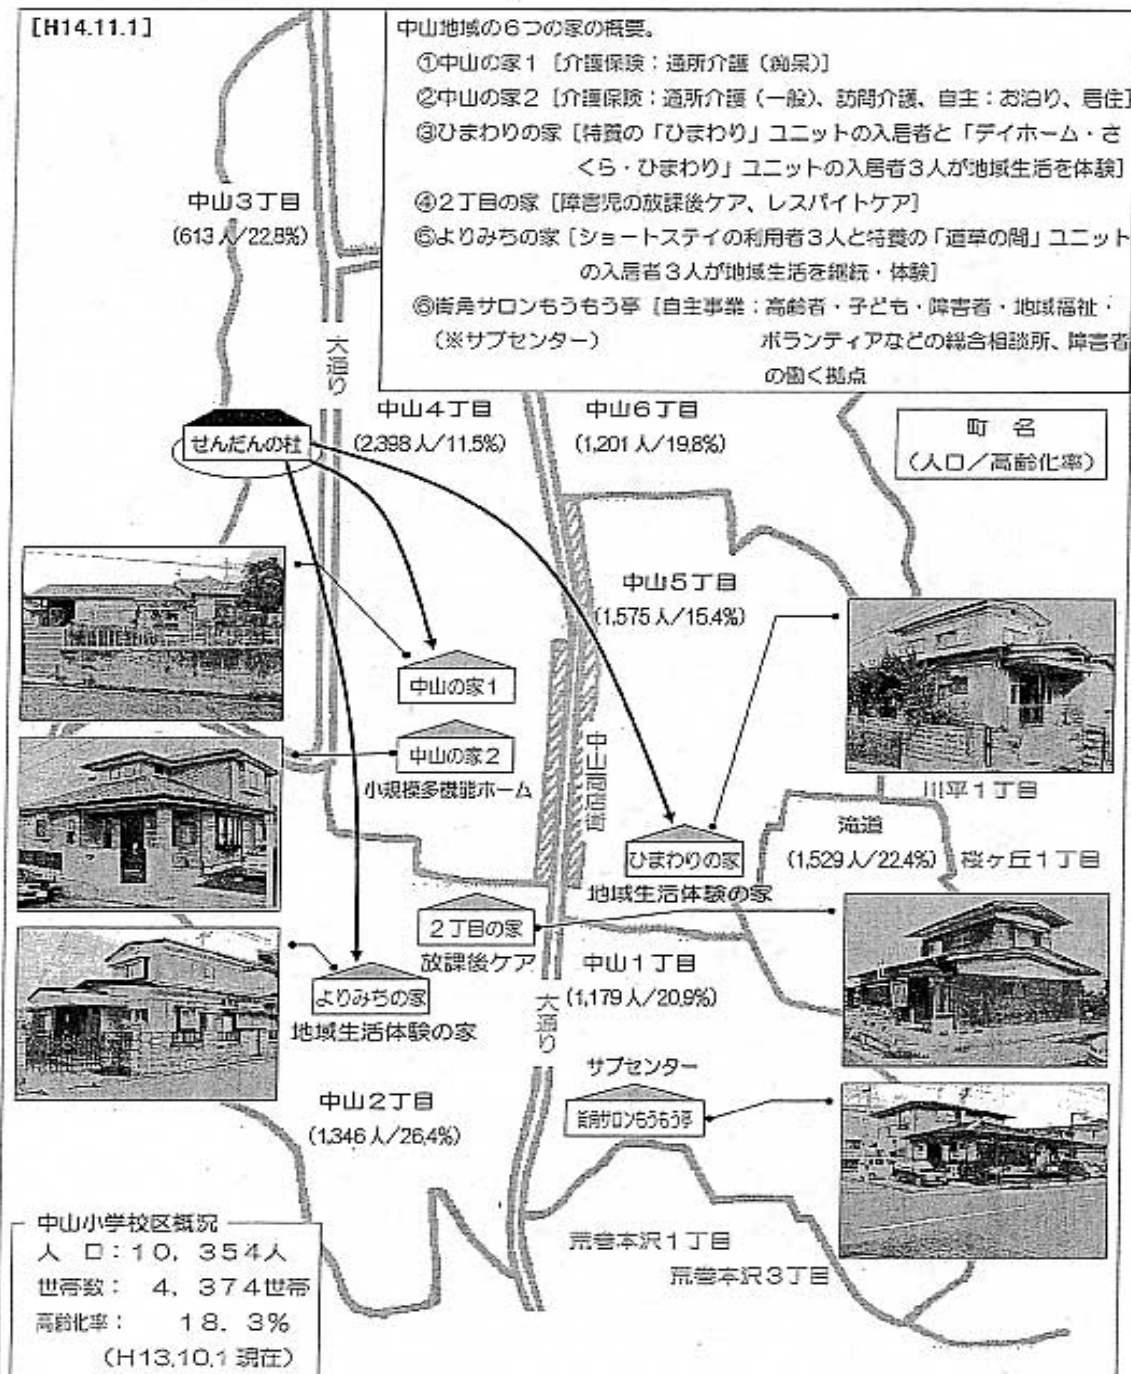 [H14.11.1]
中山地域の6つの家の概要。
①中山の家1 [介護保険:通所介護(痴呆)]
②中山の家2 [介護保険:通所介護(一般)、訪問介護、自主:お泊り、居住]
③ひまわりの家 [特養の「ひまわり」ユニットの入居者と「デイホーム・さ
くら・ひまわり」ユニットの入居者3人が地域生活を体験]
④2丁目の家 [障害児の放課後ケア、レスパイトケア]
⑤よりみちの家 [ショートステイの利用者3人と特養の「道草の間」ユニット
の入居者3人が地域生活を継続・体験]
⑥街角サロンもうもう亭 [自主事業:高齢者・子ども・障害者・地域福祉・
(※サブセンター) ボランティアなどの総合相談所、障害者
の働く拠点
中山3丁目
(613人/22.8%)
大通り
中山4丁目
(2,398人/11.5%)
中山6丁目
(1,201人/19.8%)
町 名
(人口/高齢化率)
せんだんの杜
中山5丁目
(1,575人/15.4%)
中山の家1
中山の家2
小規模多機能ホーム
中山商店街
川平1丁目
滝道
(1,529人/22.4%)
桜ヶ丘1丁目
ひまわりの家
地域生活体験の家
2丁目の家
放課後ケア
中山1丁目
(1,179人/20.9%)
よりみちの家
地域生活体験の家
大通り
サブセンター
街角サロンもうもう亭
中山2丁目
(1,346人/26.4%)
荒巻本沢1丁目
荒巻本沢3丁目
中山小学校区概況
人 口:10,354人
世帯数: 4,374世帯
高齢化率: 18.3%
(H13.10.1現在)